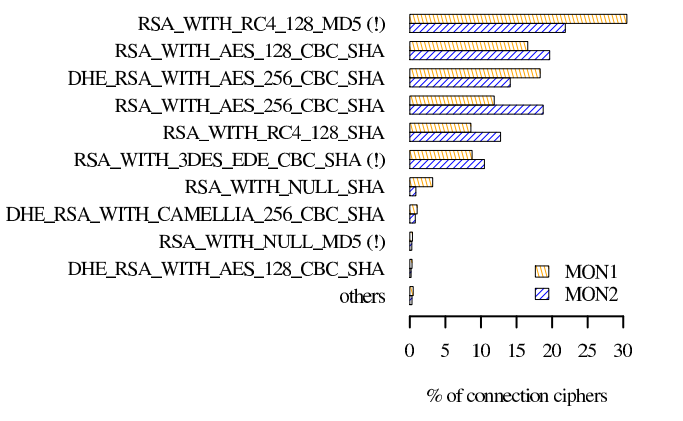 RSA_WITH_RC4_128_MD5 (!)
RSA_WITH_AES_128_CBC_SHA
DHE_RSA_WITH_AES_256_CBC_SHA
RSA_WITH_AES_256_CBC_SHA
RSA_WITH_RC4_128_SHA
RSA_WITH_3DES_EDE_CBC_SHA (!)
RSA_WITH_NULL_SHA
DHE_RSA_WITH_CAMELLIA_256_CBC_SHA
RSA_WITH_NULL_MD5 (!)
DHE_RSA_WITH_AES_128_CBC_SHA
others
MON1
MON2
0 5 10 15 20 25 30
% of connection ciphers